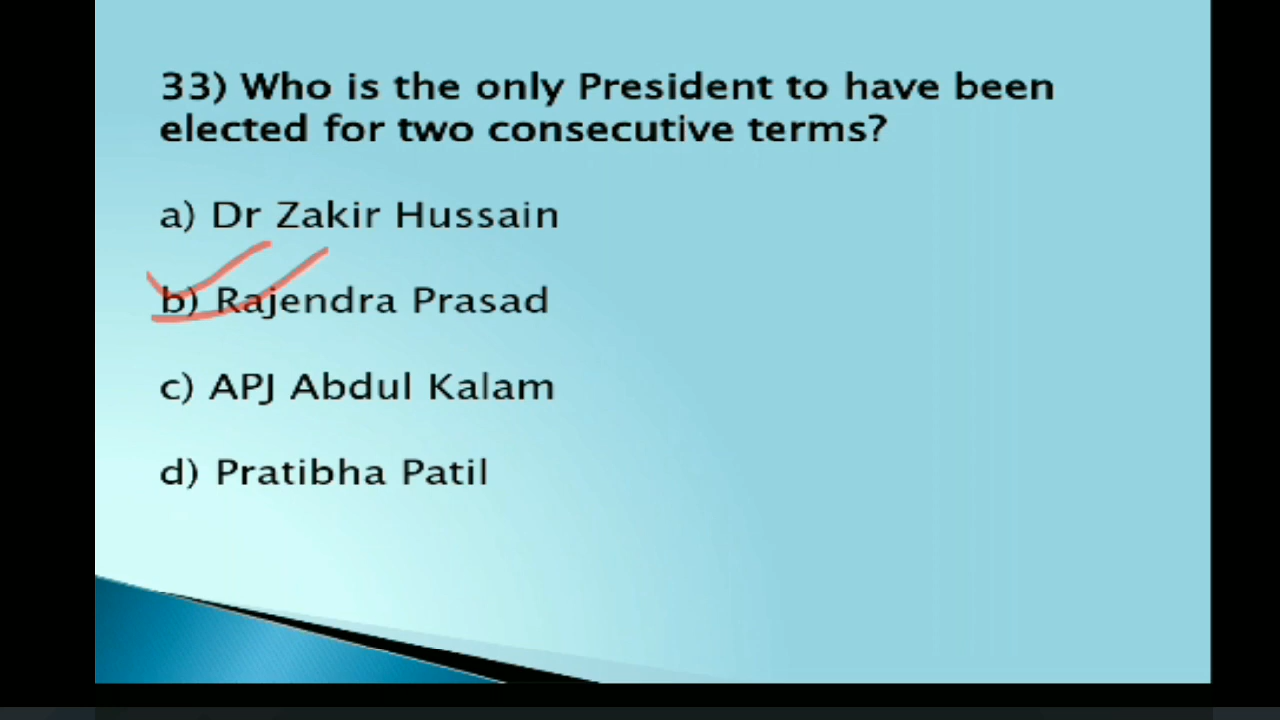 33) Who is the only President to have been
elected for two consecutive terms?
a) Dr Zakir Hussain
b) Rajendra Prasad
c) APJ Abdul Kalam
d) Pratibha Patil